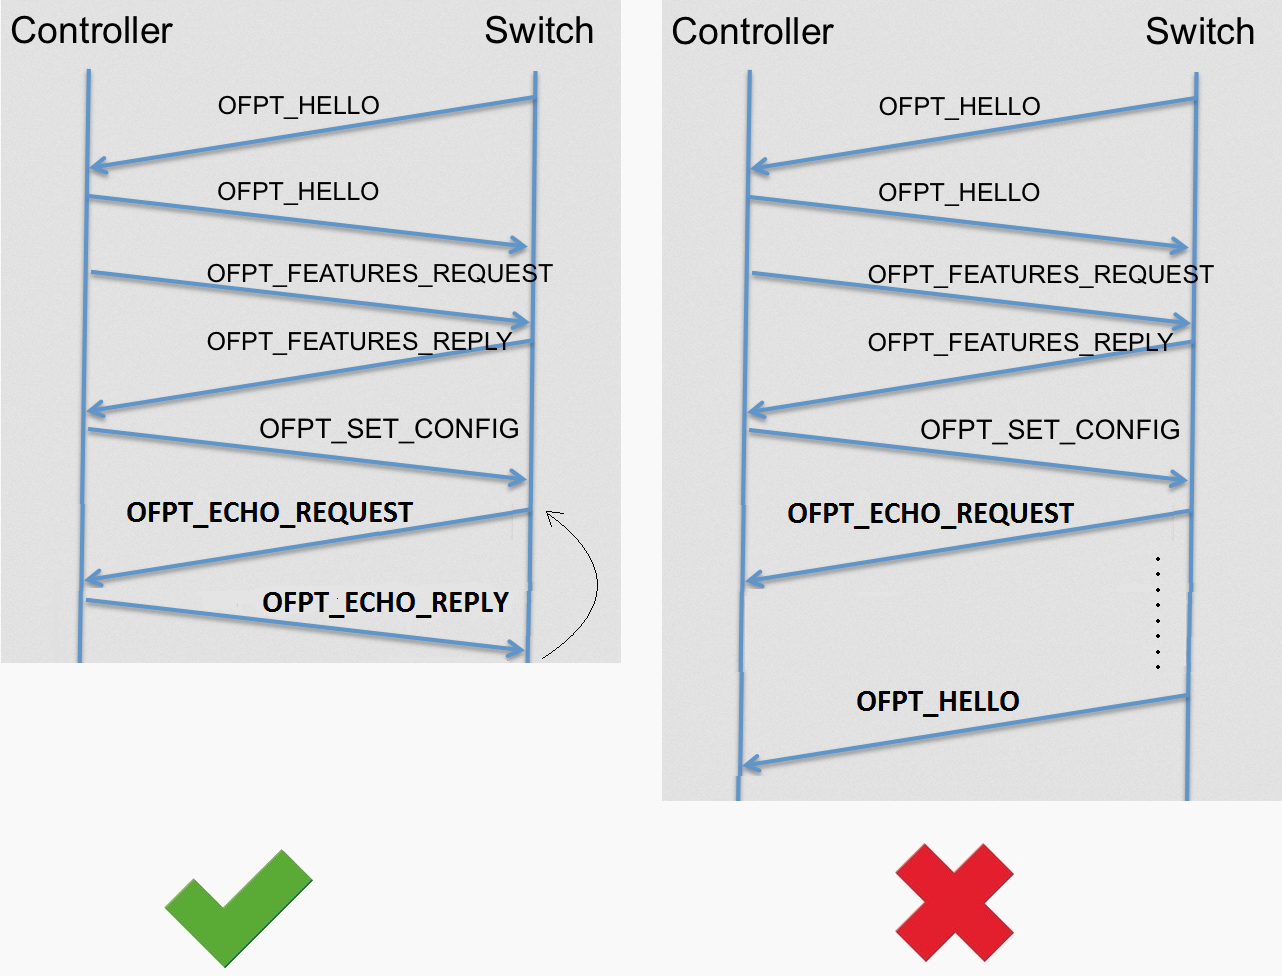 Controller Switch
OFPT_HELLO
OFPT_HELLO
OFPT_FEATURES_REQUEST
OFPT_FEATURES_REPLY
OFPT_SET_CONFIG
OFPT_ECHO_REQUEST
OFPT_ECHO_REPLY
Controller Switch
OFPT_HELLO
OFPT_HELLO
OFPT_FEATURES_REQUEST
OFPT_FEATURES_REPLY
OFPT_SET_CONFIG
OFPT_ECHO_REQUEST
OFPT_HELLO